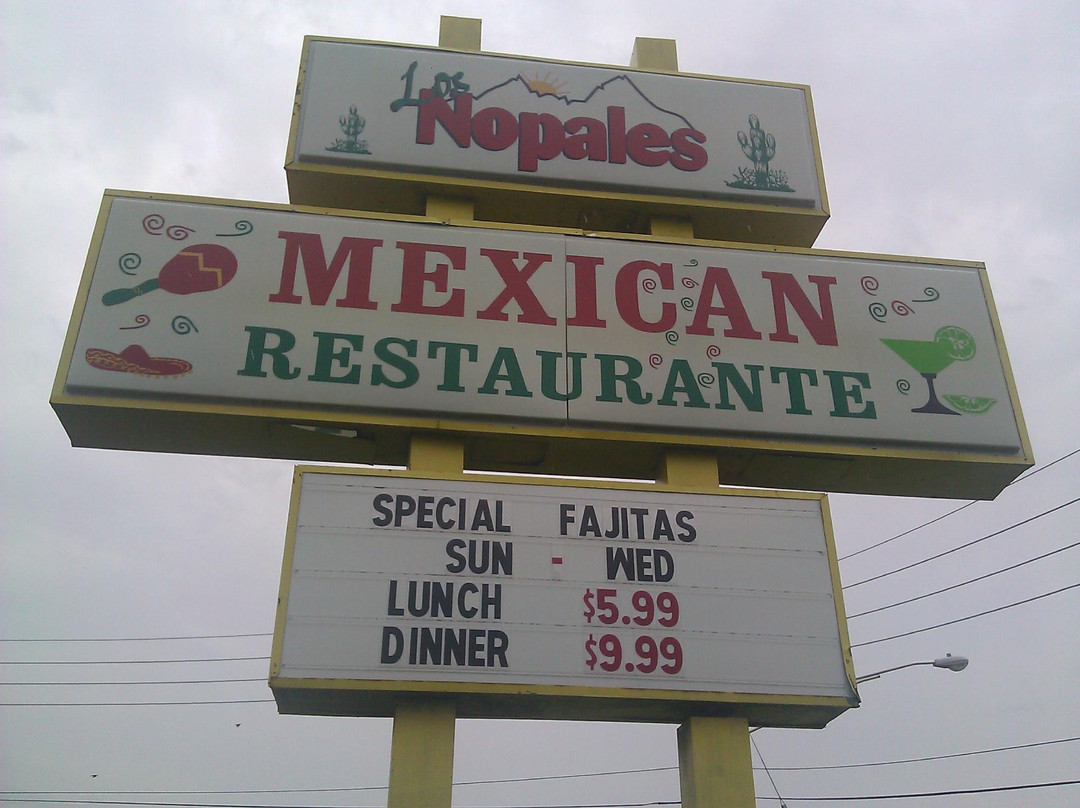 Los
Nopales
MEXICAN
RESTAURANTE
SPECIAL FAJITAS
SUN - WED
LUNCH $5.99
DINNER $9.99